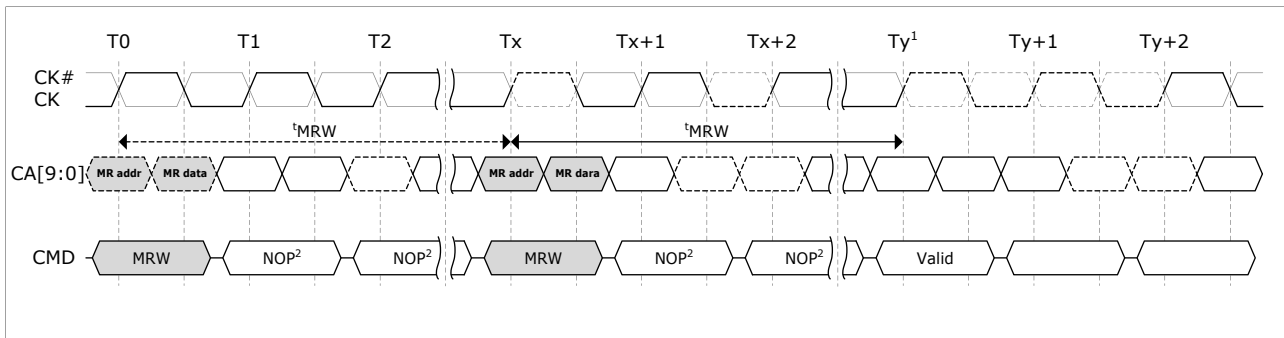 T0 T1 T2 Tx Tx+1 Tx+2 Ty¹ Ty+1 Ty+2
CK#
CK
ᵗMRW ᵗMRW
CA[9:0] MR addr MR data MR addr MR dara
CMD MRW NOP² NOP² MRW NOP² NOP² Valid